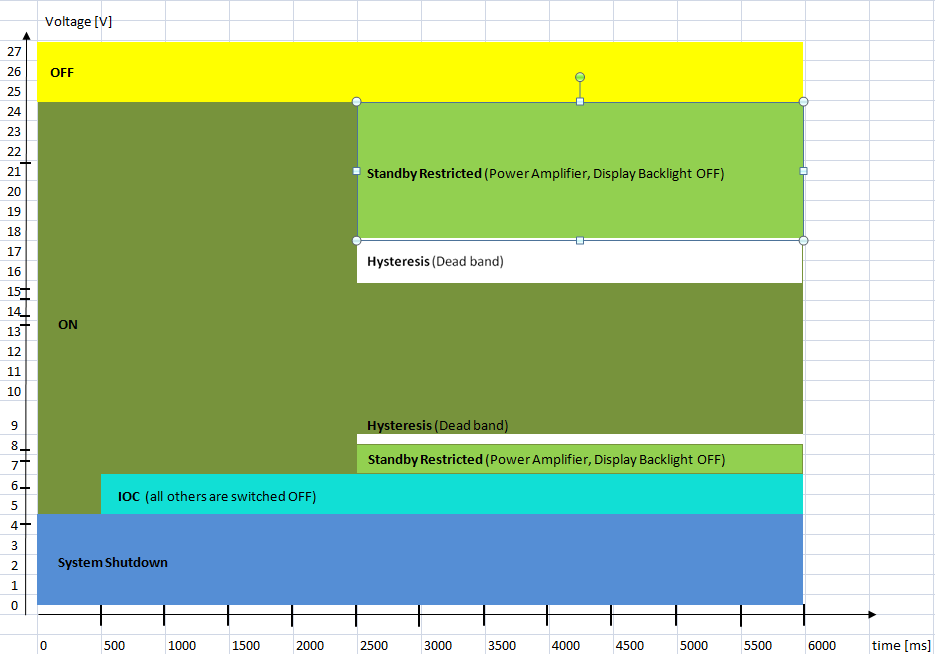 Voltage [V]
27
26
OFF
25
24
23
22
21
Standby Restricted (Power Amplifier, Display Backlight OFF)
20
19
18
17
Hysteresis (Dead band)
16
15
14
ON
13
12
11
10
9
Hysteresis (Dead band)
8
7
Standby Restricted (Power Amplifier, Display Backlight OFF)
6
IOC (all others are switched OFF)
5
4
3
2
System Shutdown
1
0
0 500 1000 1500 2000 2500 3000 3500 4000 4500 5000 5500 6000 time [ms]